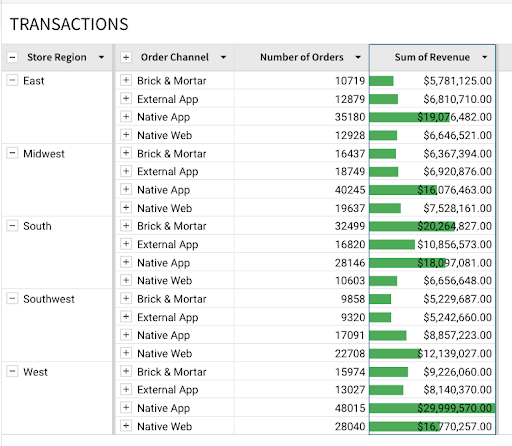 TRANSACTIONS
Store Region Order Channel Number of Orders Sum of Revenue
East Brick & Mortar 10719 $5,781,125.00
External App 12879 $6,810,710.00
Native App 35180 $19,076,482.00
Native Web 12928 $6,646,521.00
Midwest Brick & Mortar 16437 $6,367,394.00
External App 18749 $6,920,876.00
Native App 40245 $16,076,463.00
Native Web 19637 $7,528,161.00
South Brick & Mortar 32499 $20,264,827.00
External App 16820 $10,856,573.00
Native App 28146 $18,097,081.00
Native Web 10603 $6,656,648.00
Southwest Brick & Mortar 9858 $5,229,687.00
External App 9320 $5,242,660.00
Native App 17091 $8,857,223.00
Native Web 22708 $12,139,027.00
West Brick & Mortar 15974 $9,226,060.00
External App 13027 $8,140,370.00
Native App 48015 $29,999,570.00
Native Web 28040 $16,770,257.00